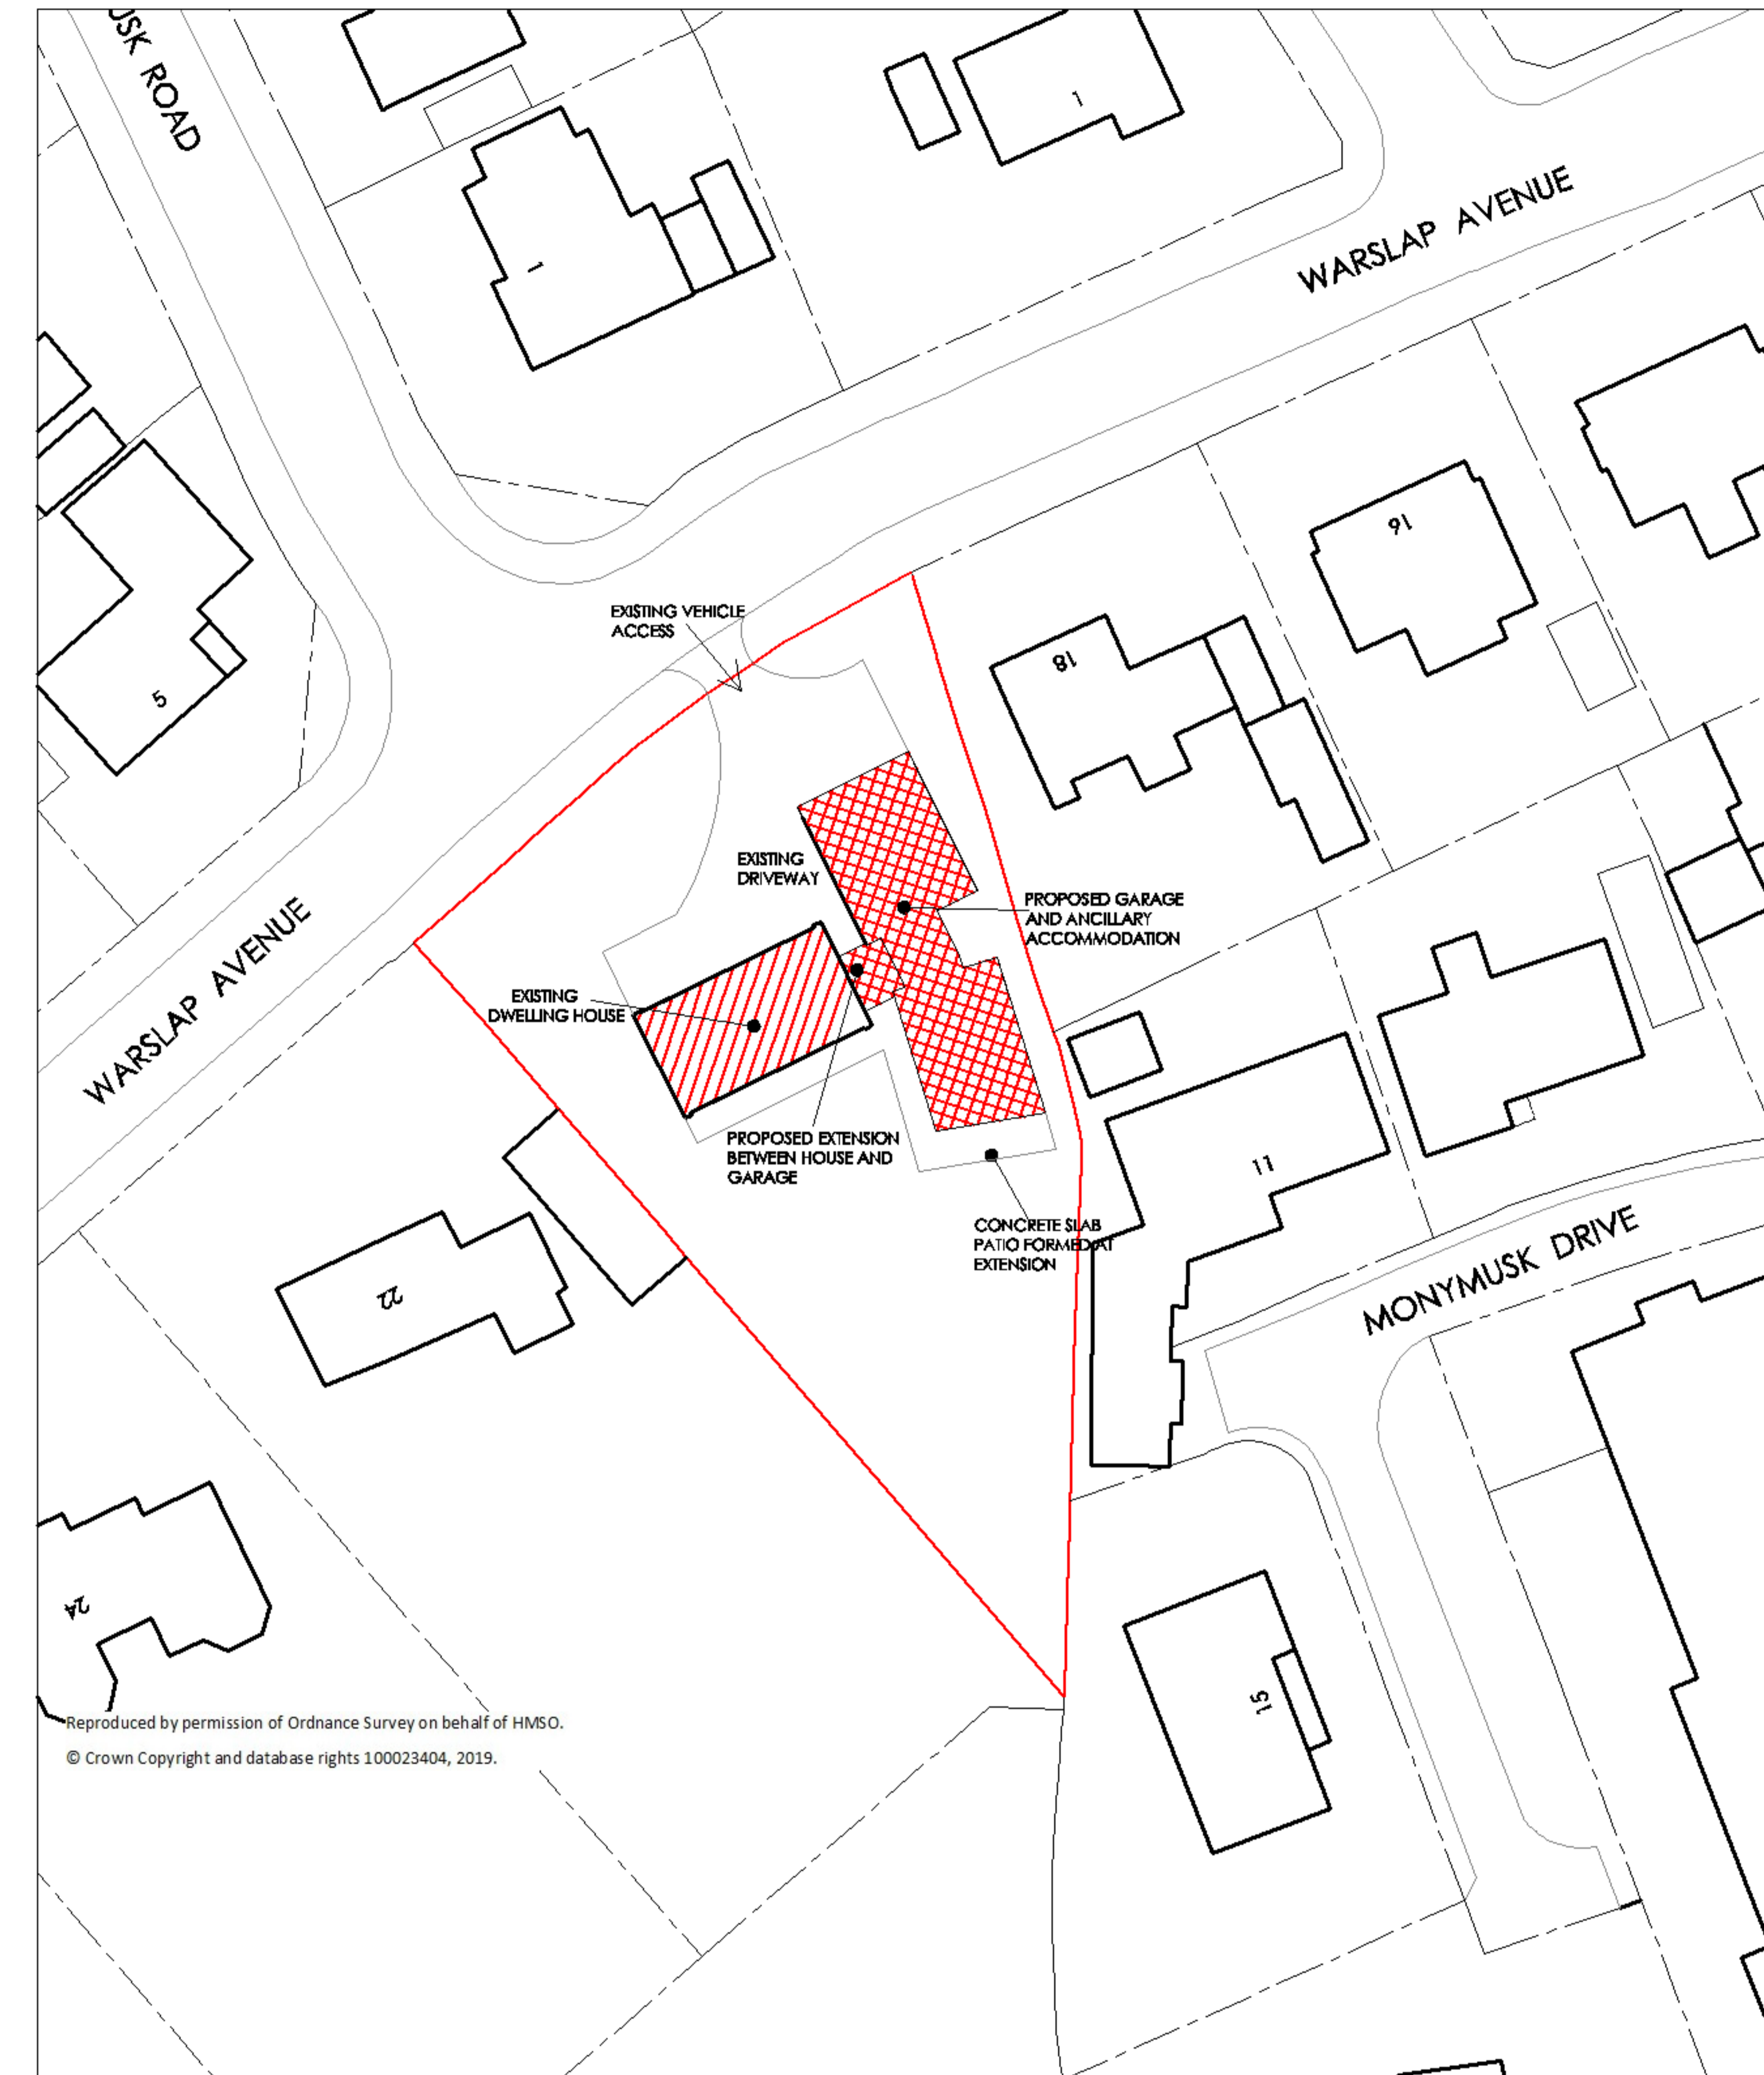 USK ROAD
1
1
WARSLAP AVENUE
16
EXISTING VEHICLE
ACCESS
18
5
EXISTING
DRIVEWAY
PROPOSED GARAGE
AND ANCILLARY
ACCOMMODATION
WARSLAP AVENUE
EXISTING
DWELLING HOUSE
PROPOSED EXTENSION
BETWEEN HOUSE AND
GARAGE
11
CONCRETE SLAB
PATIO FORMED AT
EXTENSION
MONYMUSK DRIVE
22
24
15
Reproduced by permission of Ordnance Survey on behalf of HMSO.
© Crown Copyright and database rights 100023404, 2019.